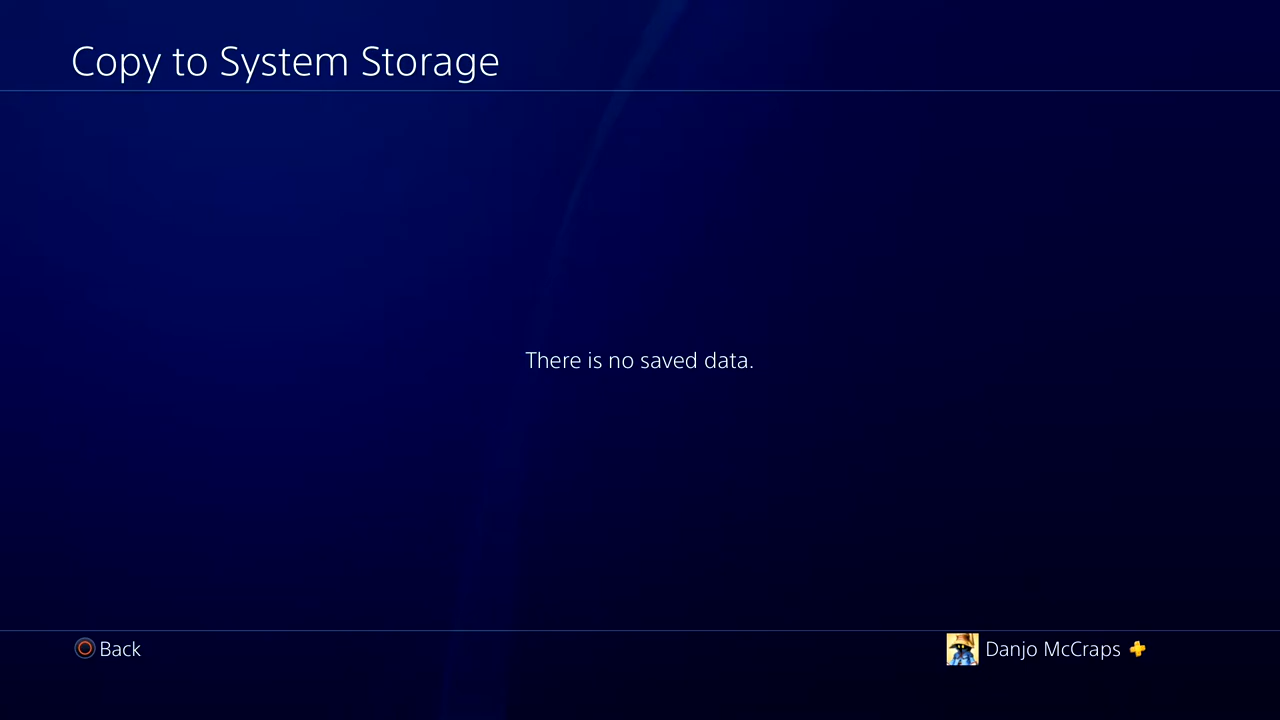 Copy to System Storage
There is no saved data.
Back
Danjo McCraps